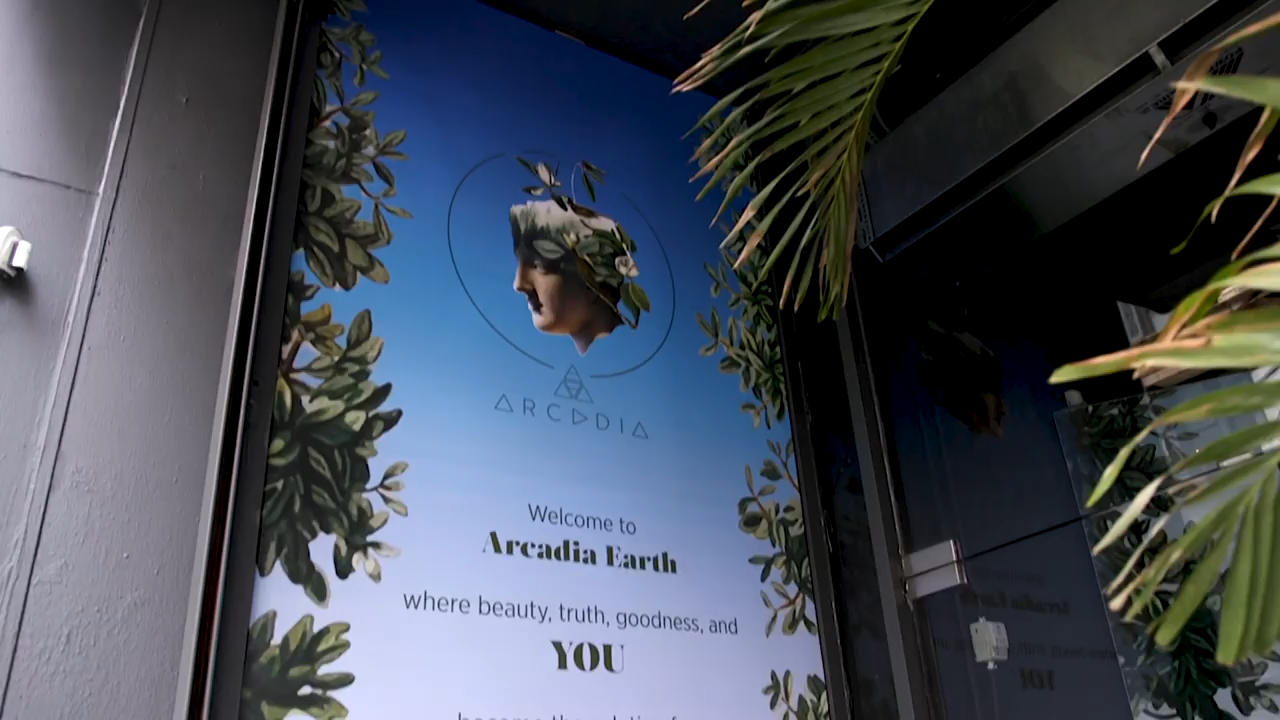 ARCADIA
Welcome to
Arcadia Earth
where beauty, truth, goodness, and
YOU